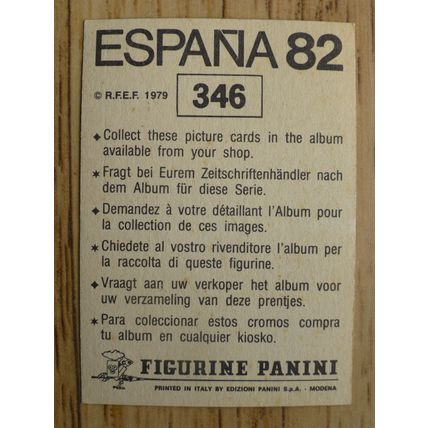 ESPAÑA 82
© R.F.E.F. 1979 346
Collect these picture cards in the album
available from your shop.
Fragt bei Eurem Zeitschriftenhändler nach
dem Album für diese Serie.
Demandez à votre détaillant l'Album pour
la collection de ces images.
Chiedete al vostro rivenditore l'album per
la raccolta di queste figurine.
Vraagt aan uw verkoper het album voor
uw verzameling van deze prentjes.
Para coleccionar estos cromos compra
tu album en cualquier kiosko.
FIGURINE PANINI
PRINTED IN ITALY BY EDIZIONI PANINI S.p.A. - MODENA